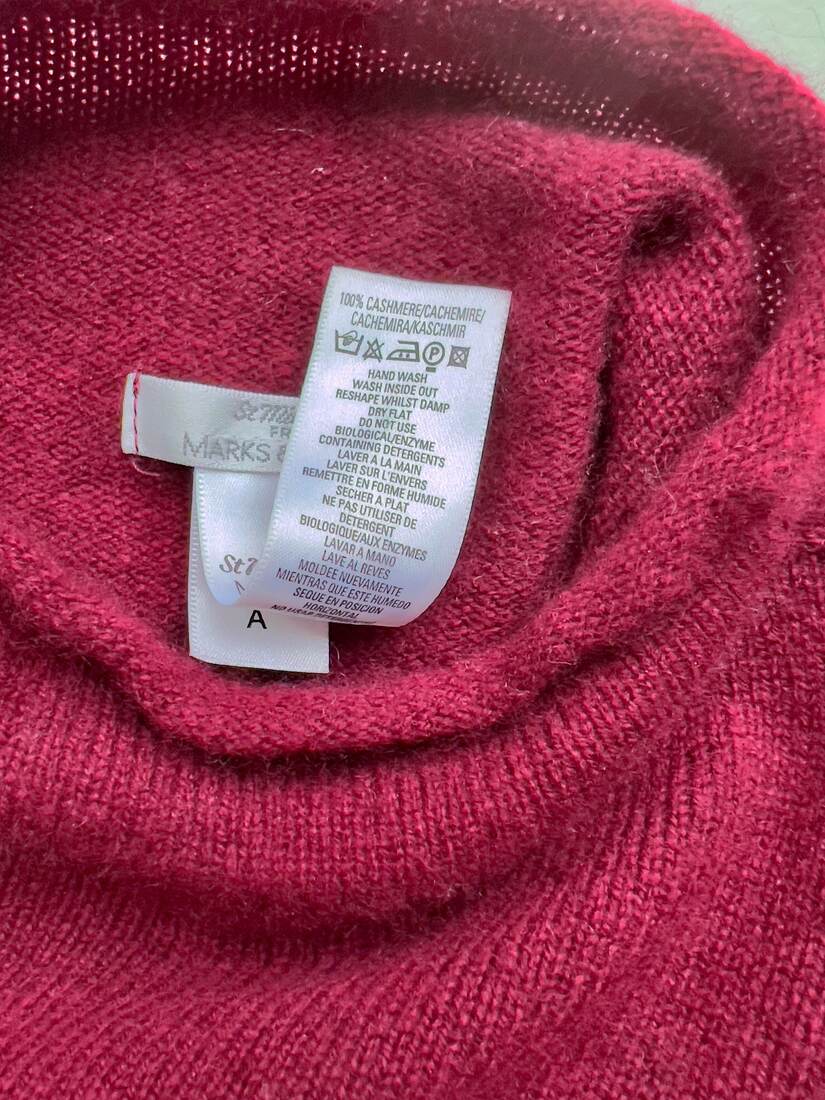 100% CASHMERE/CACHEMIRE/
CACHEMIRA/KASCHMIR
P
HAND WASH
WASH INSIDE OUT
RESHAPE WHILST DAMP
DRY FLAT
DO NOT USE
BIOLOGICAL/ENZYME
CONTAINING DETERGENTS
LAVER À LA MAIN
LAVER SUR L'ENVERS
REMETTRE EN FORME HUMIDE
SECHER A PLAT
NE PAS UTILISER DE
DETERGENT
BIOLOGIQUE/AUX ENZYMES
LAVAR A MANO
LAVE AL REVES
MOLDEE NUEVAMENTE
MIENTRAS QUE ESTE HUMEDO
SEQUE EN POSICION
HORIZONTAL
NO USAR
MARKS
A